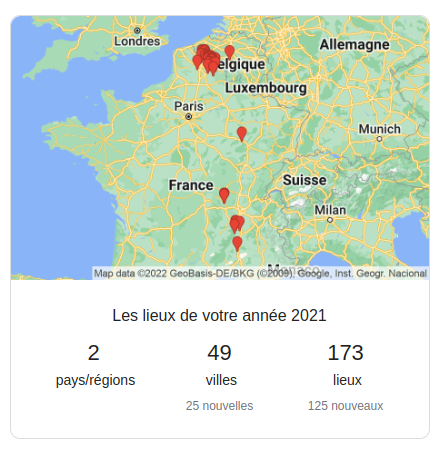 Londres
Allemagne
elgique
Luxembourg
Paris
Munich
France
Suisse
Milan
Map data ©2022 GeoBasis-DE/BKG (©2009), Google, Inst. Geogr. Nacional
Les lieux de votre année 2021
2 49 173
pays/régions villes lieux
25 nouvelles 125 nouveaux